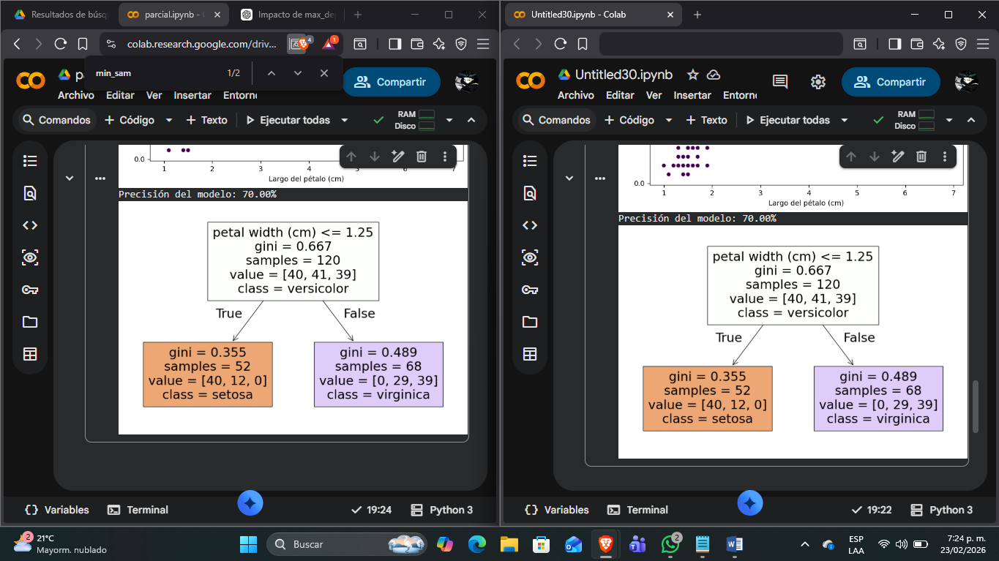 Resultados de búsq
parcial.ipynb - C
Impacto de max_de
colab.research.google.com/driv...
4
1
min_sam
1/2
Compartir
Archivo Editar Ver Insertar Entorn
Comandos
Código
Texto
Ejecutar todas
RAM
Disco
0.0
1 2 3 4 5 6 7
Largo del pétalo (cm)
Precisión del modelo: 70.00%
petal width (cm) <= 1.25
gini = 0.667
samples = 120
value = [40, 41, 39]
class = versicolor
True
False
gini = 0.355
samples = 52
value = [40, 12, 0]
class = setosa
gini = 0.489
samples = 68
value = [0, 29, 39]
class = virginica
Variables
Terminal
19:24
Python 3
Untitled30.ipynb - Colab
Untitled30.ipynb
Compartir
Archivo Editar Ver Insertar Entorn
Comandos
Código
Texto
Ejecutar todas
RAM
Disco
0.0
1 2 3 4 5 6 7
Largo del pétalo (cm)
Precisión del modelo: 70.00%
petal width (cm) <= 1.25
gini = 0.667
samples = 120
value = [40, 41, 39]
class = versicolor
True
False
gini = 0.355
samples = 52
value = [40, 12, 0]
class = setosa
gini = 0.489
samples = 68
value = [0, 29, 39]
class = virginica
Variables
Terminal
19:22
Python 3
2
21°C
Mayorm. nublado
Buscar
2
ESP
LAA
7:24 p. m.
23/02/2026